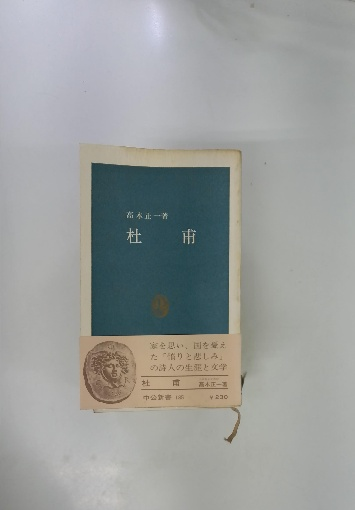 高木正一著
杜甫
家を思い、国を憂え
た「憤りと悲しみ」
の詩人の生涯と文学
杜甫 高木正一著
中公新書
¥230